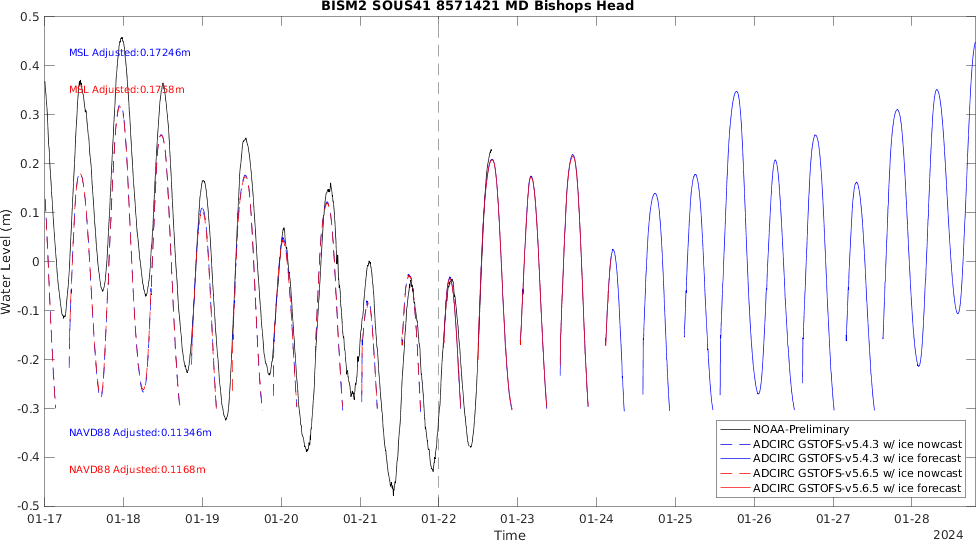 BISM2 SOUS41 8571421 MD Bishops Head
0.5
0.4
0.3
0.2
0.1
0
-0.1
-0.2
-0.3
-0.4
-0.5
Water Level (m)
MSL Adjusted:0.17246m
MSL Adjusted:0.1758m
NAVD88 Adjusted:0.11346m
NAVD88 Adjusted:0.1168m
NOAA-Preliminary
ADCIRC GSTOFS-v5.4.3 w/ ice nowcast
ADCIRC GSTOFS-v5.4.3 w/ ice forecast
ADCIRC GSTOFS-v5.6.5 w/ ice nowcast
ADCIRC GSTOFS-v5.6.5 w/ ice forecast
01-17 01-18 01-19 01-20 01-21 01-22 01-23 01-24 01-25 01-26 01-27 01-28
Time
2024